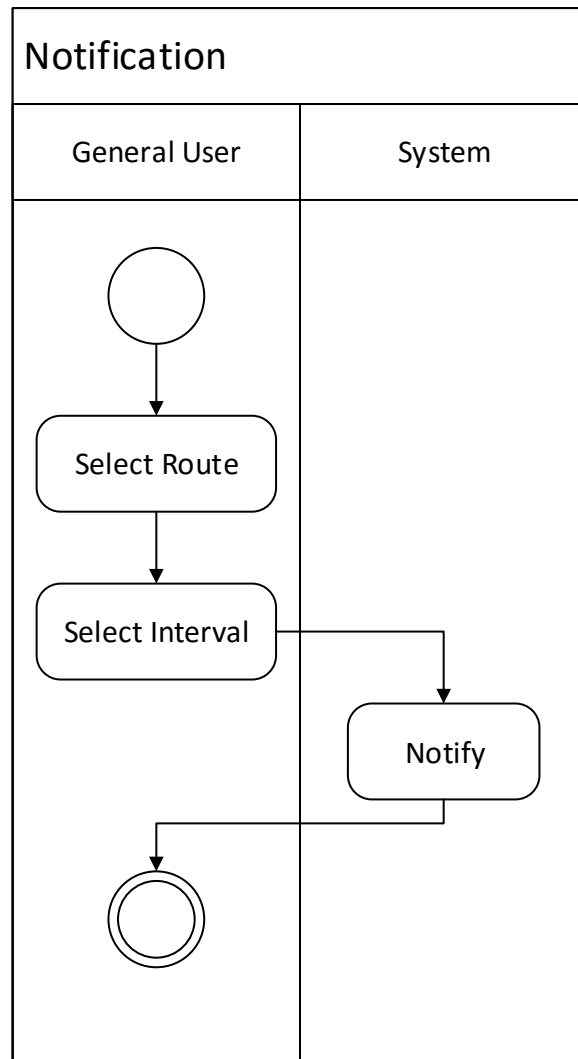 Notification
General User
System
Select Route
Select Interval
Notify